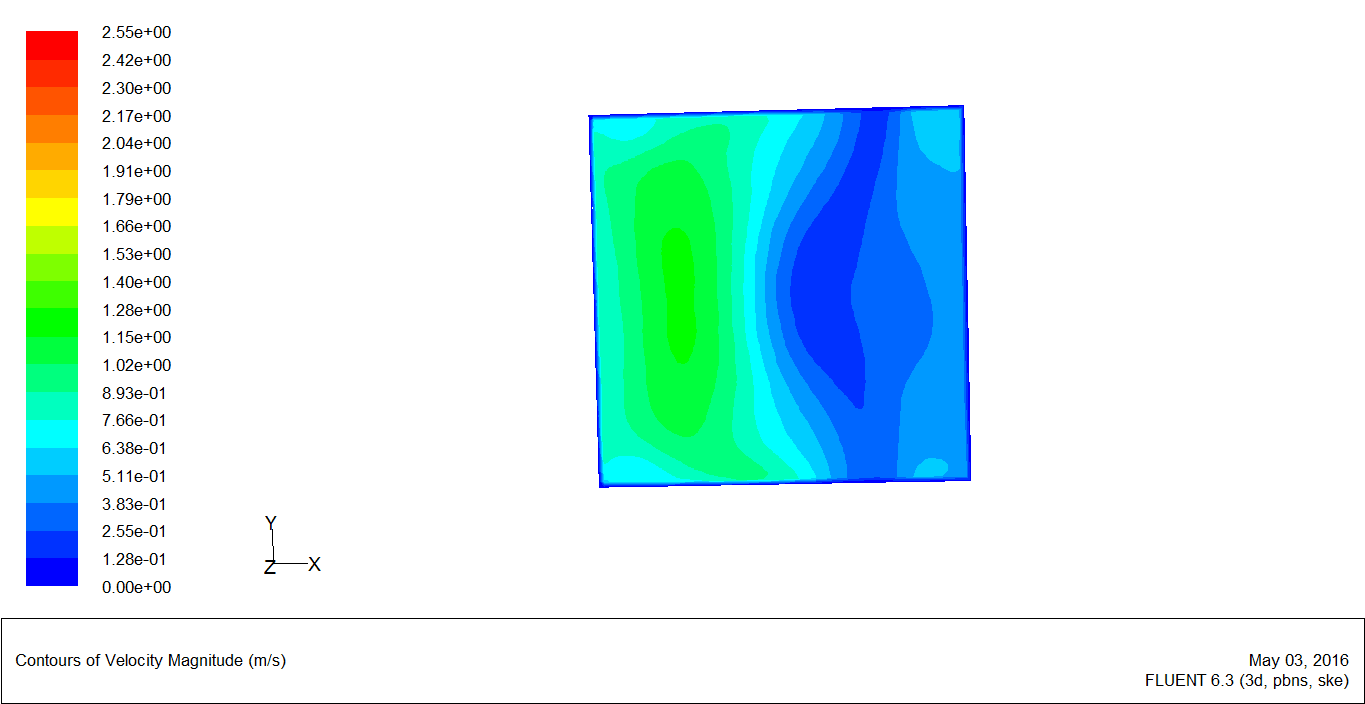 2.55e+00
2.42e+00
2.30e+00
2.17e+00
2.04e+00
1.91e+00
1.79e+00
1.66e+00
1.53e+00
1.40e+00
1.28e+00
1.15e+00
1.02e+00
8.93e-01
7.66e-01
6.38e-01
5.11e-01
3.83e-01
2.55e-01
1.28e-01
0.00e+00
Y
Z X
Contours of Velocity Magnitude (m/s)
May 03, 2016
FLUENT 6.3 (3d, pbns, ske)